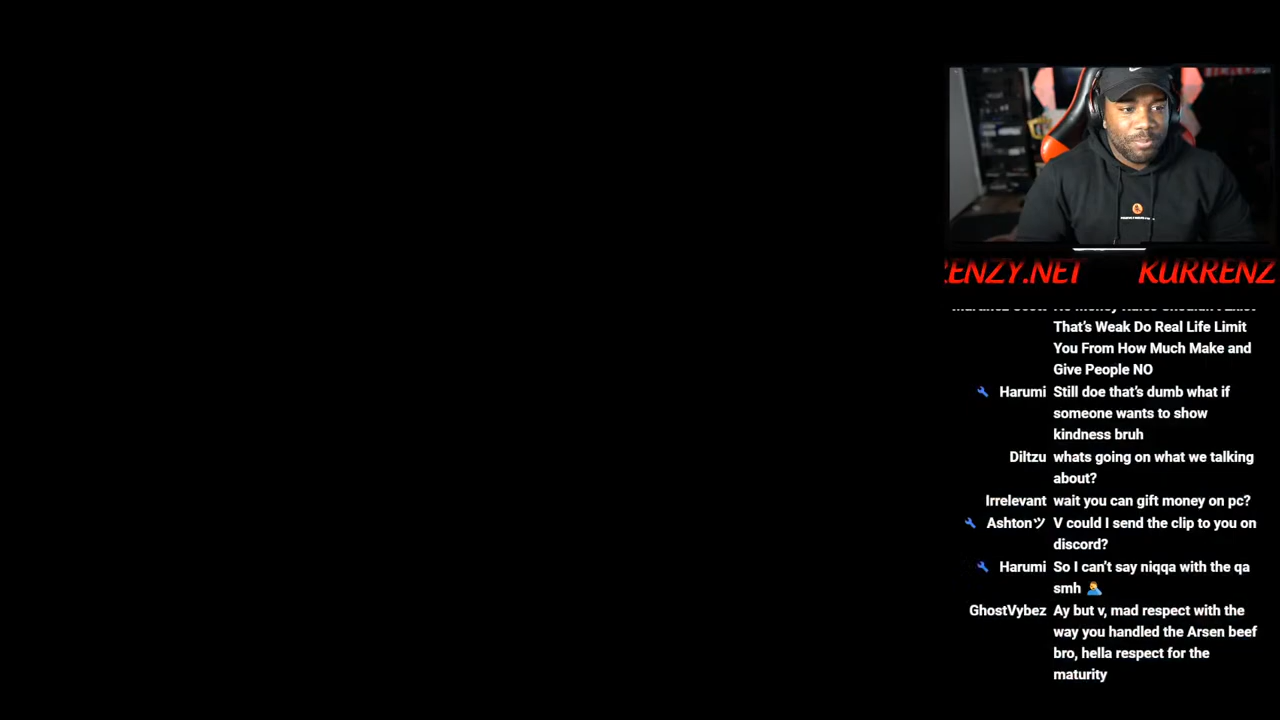 RENZY.NET KURRENZ
That's Weak Do Real Life Limit
You From How Much Make and
Give People NO
Harumi Still doe that's dumb what if
someone wants to show
kindness bruh
Diltzu whats going on what we talking
about?
Irrelevant wait you can gift money on pc?
Ashtonツ V could I send the clip to you on
discord?
Harumi So I can't say niqqa with the qa
smh 🤦‍♂️
GhostVybez Ay but v, mad respect with the
way you handled the Arsen beef
bro, hella respect for the
maturity